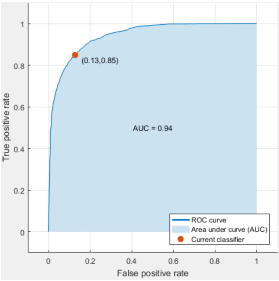 1
0.8
0.6
0.4
0.2
0
True positive rate
(0.13,0.85)
AUC = 0.94
ROC curve
Area under curve (AUC)
Current classifier
0 0.2 0.4 0.6 0.8 1
False positive rate